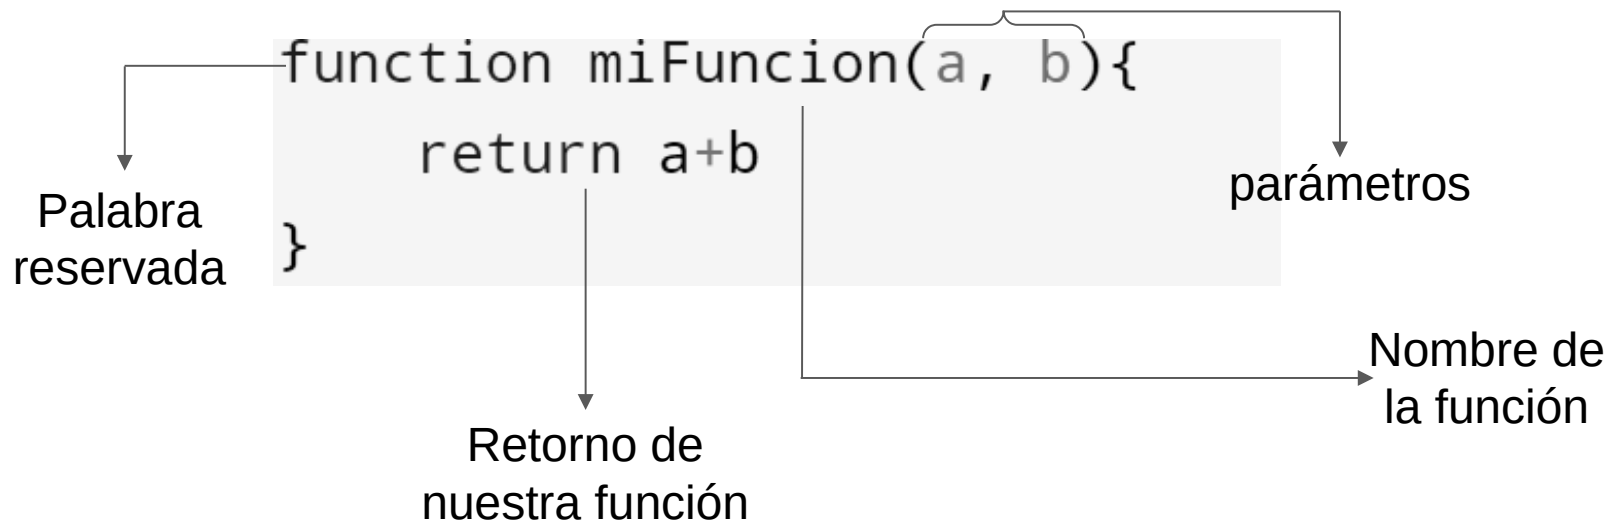 function miFuncion(a, b){
return a+b
}
Palabra
reservada
parámetros
Nombre de
la función
Retorno de
nuestra función